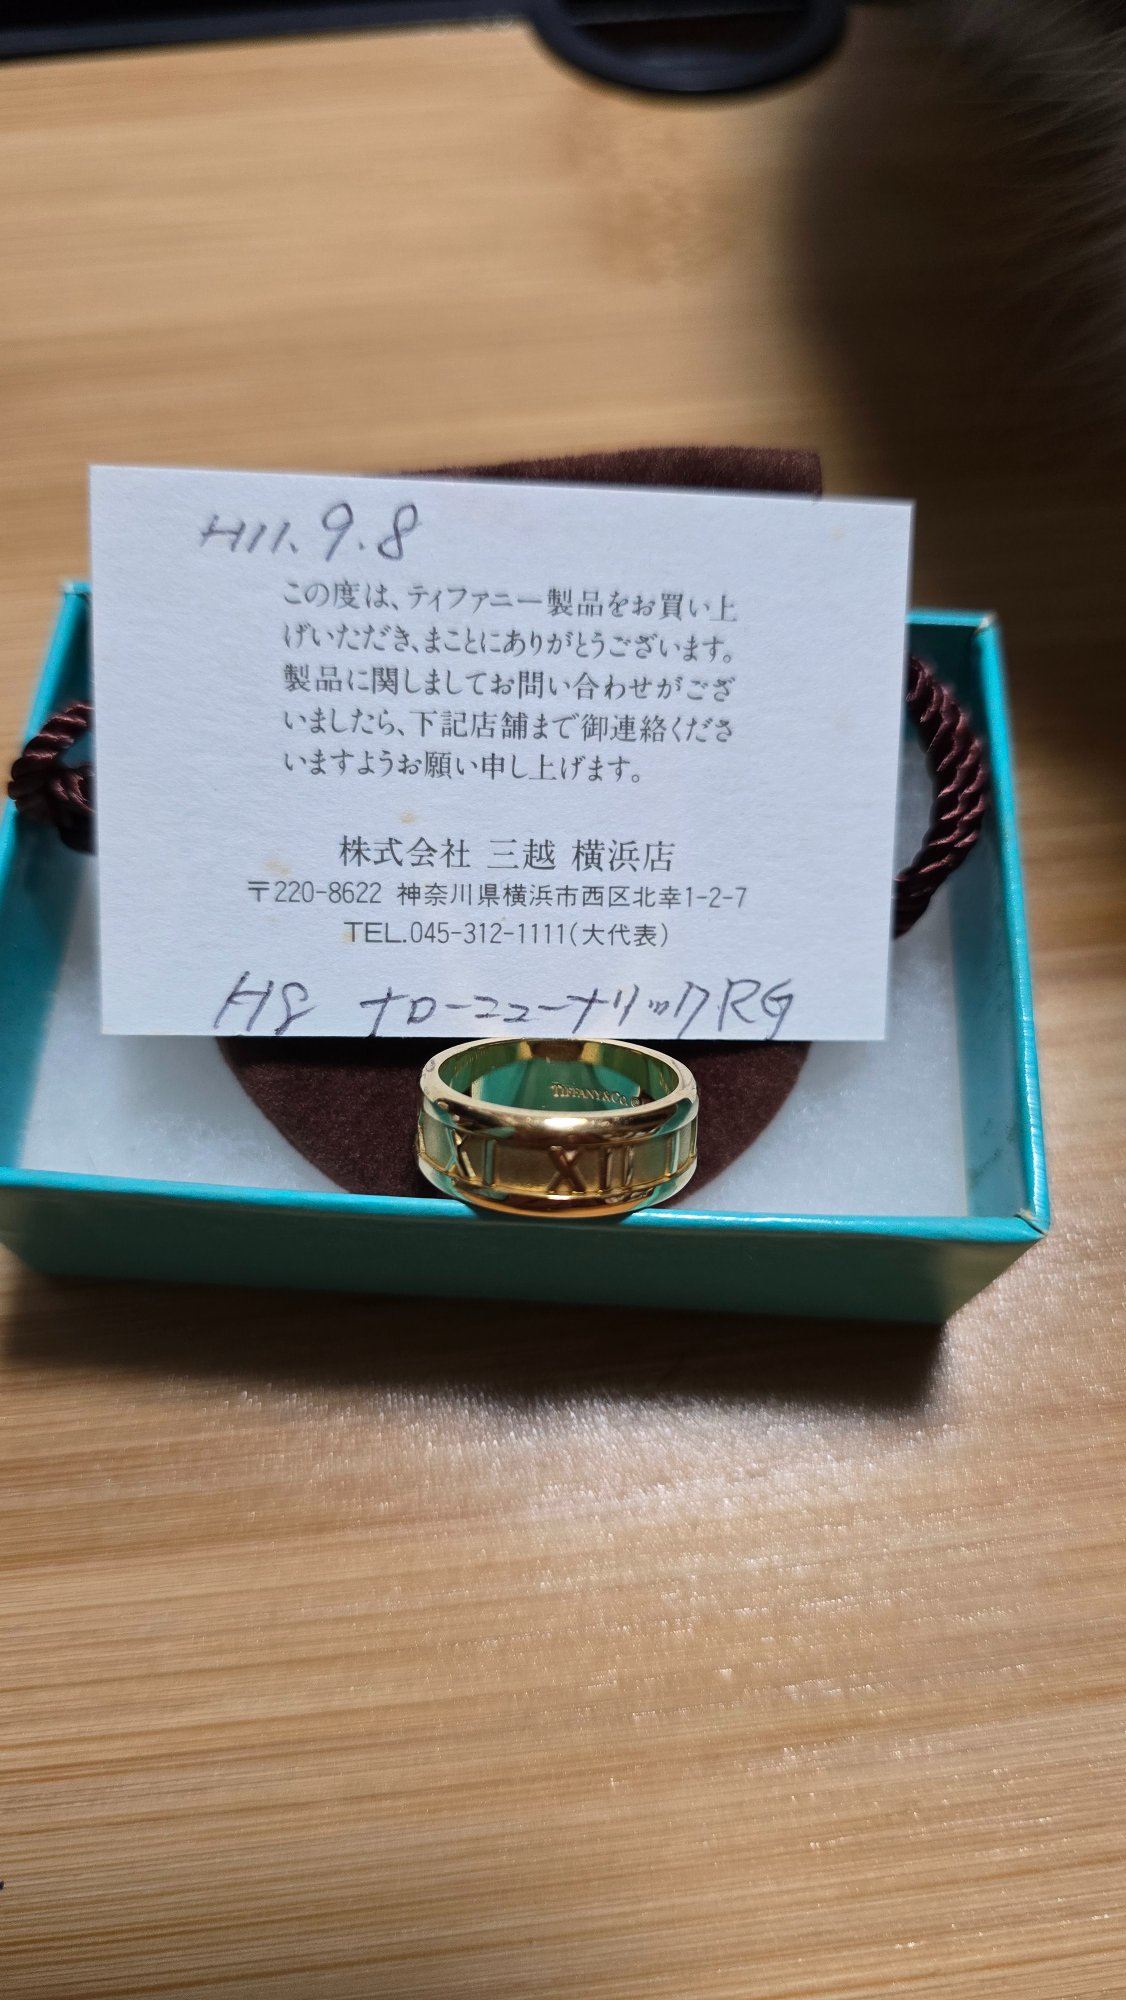 H11.9.8
この度は、ティファニー製品をお買い上
げいただき、まことにありがとうございます。
製品に関しましてお問い合わせがござ
いましたら、下記店舗まで御連絡くださ
いますようお願い申し上げます。
株式会社 三越 横浜店
〒220-8622 神奈川県横浜市西区北幸1-2-7
TEL.045-312-1111(大代表)
H8 ナローニューナリックRG
TIFFANY&CO.
XI XII I